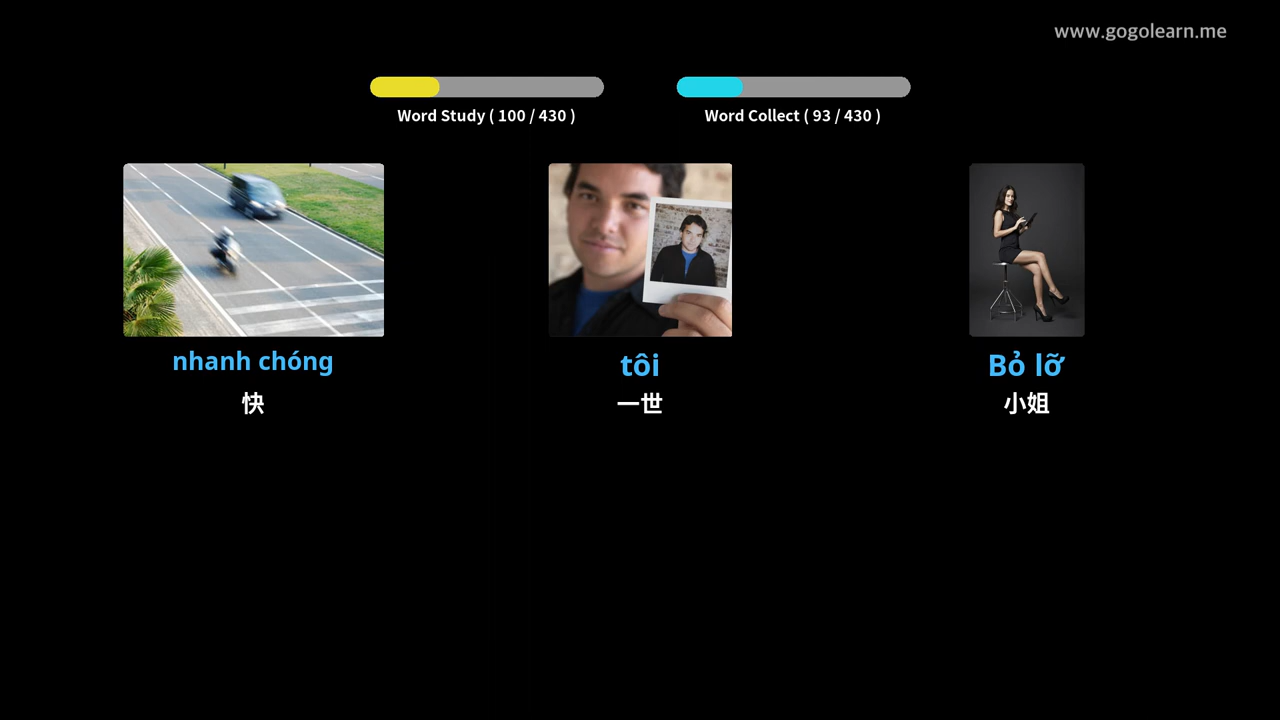 www.gogolearn.me
Word Study ( 100 / 430 )
Word Collect ( 93 / 430 )
nhanh chóng
快
tôi
一世
Bỏ lỡ
小姐